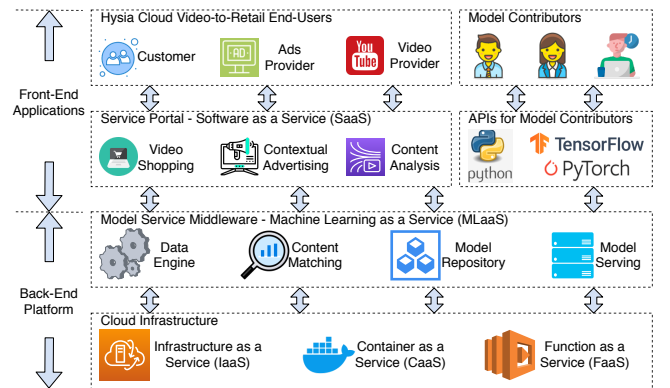 Hysia Cloud Video-to-Retail End-Users
Customer
AD
Ads
Provider
You
Tube
Video
Provider
Model Contributors
Front-End
Applications
Service Portal - Software as a Service (SaaS)
Video
Shopping
Contextual
Advertising
Content
Analysis
APIs for Model Contributors
python
TensorFlow
PyTorch
Model Service Middleware - Machine Learning as a Service (MLaaS)
Data
Engine
Content
Matching
Model
Repository
Model
Serving
Back-End
Platform
Cloud Infrastructure
Infrastructure as a
Service (IaaS)
Container as a
Service (CaaS)
Function as a
Service (FaaS)